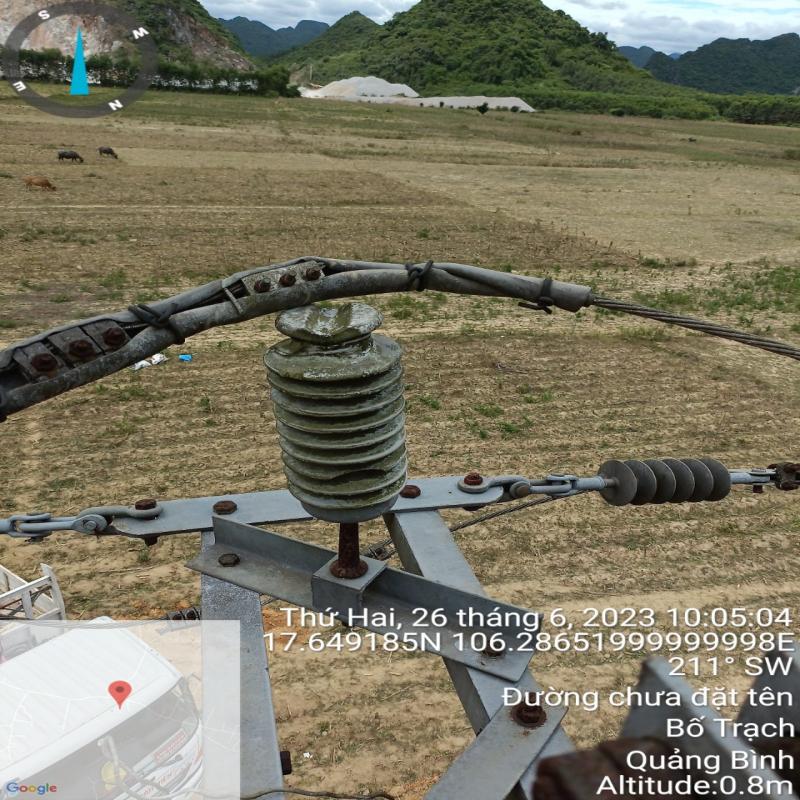 S
W
E
N
Thứ Hai, 26 tháng 6, 2023 10:05:04
17.649185N 106.28651999999998E
211° SW
Đường chưa đặt tên
Bố Trạch
Quảng Bình
Altitude:0.8m
Google